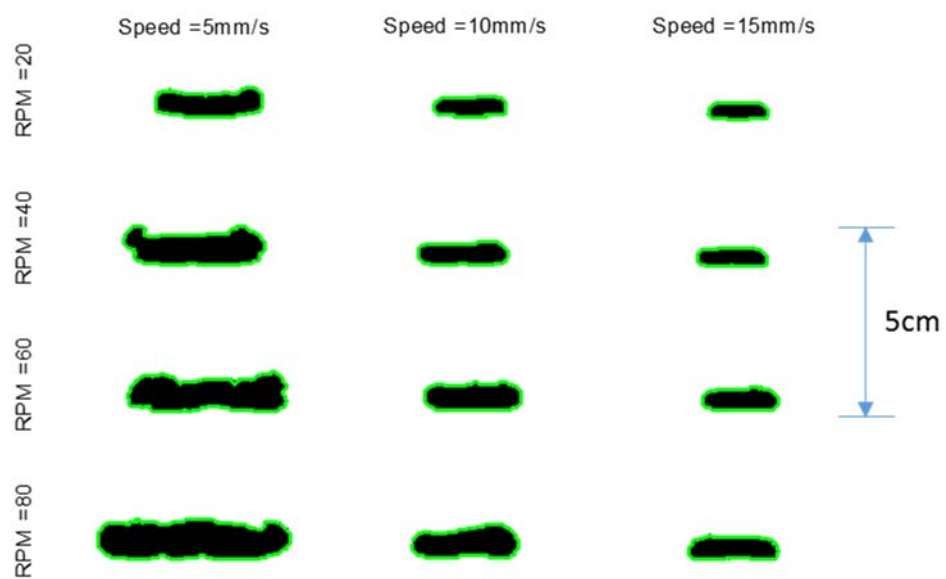 Speed =5mm/s
Speed =10mm/s
Speed =15mm/s
RPM =20
RPM =40
RPM =60
RPM =80
5cm